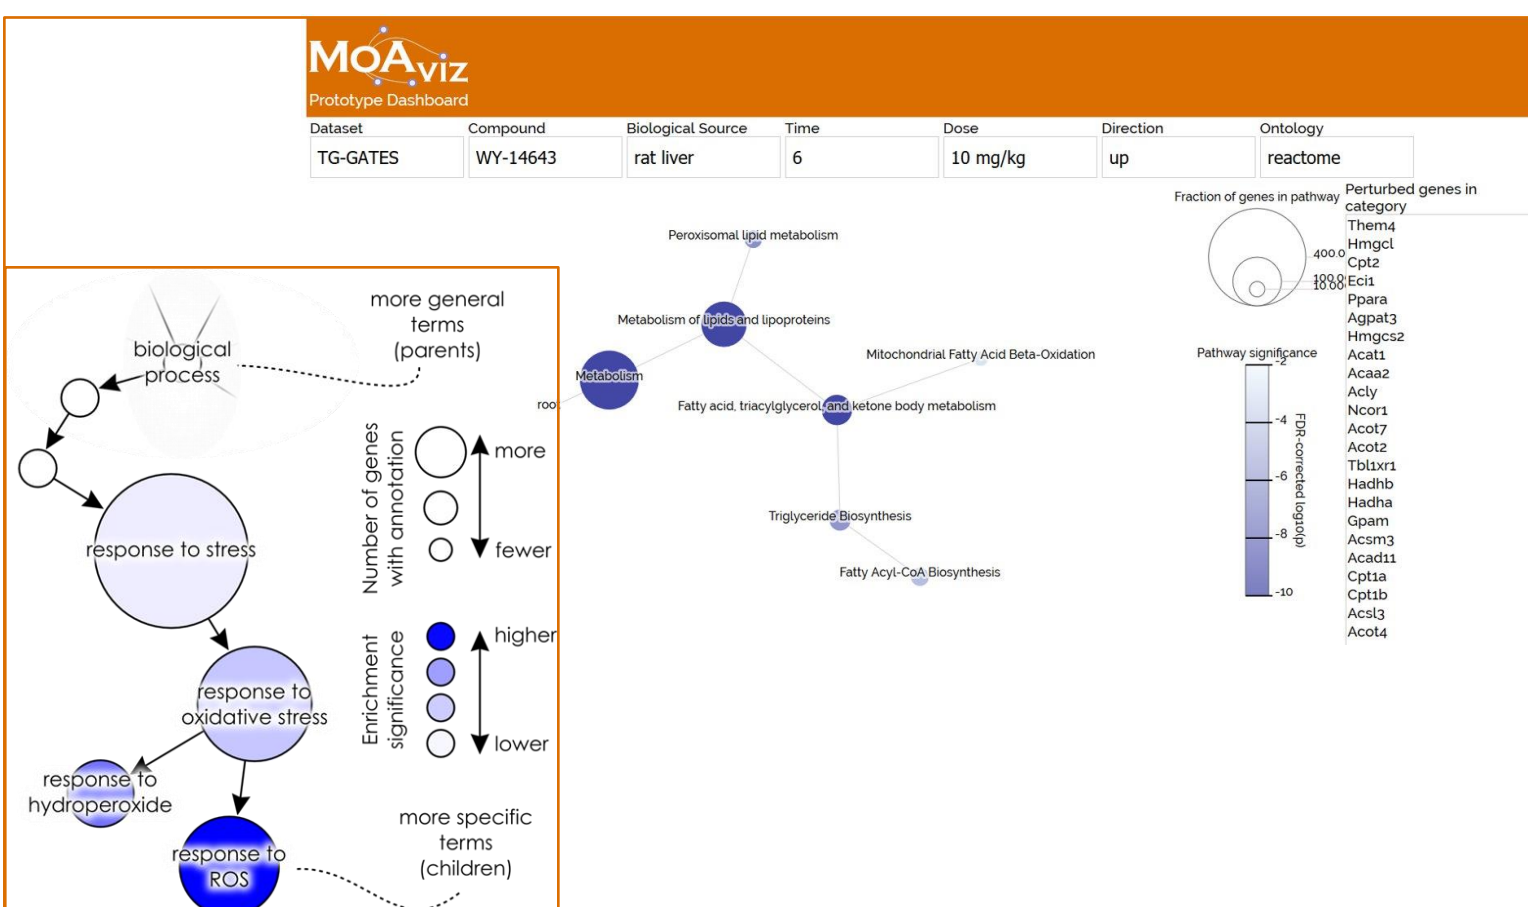 MOAVIZ
Prototype Dashboard
Dataset
Compound
Biological Source
Time
Dose
Direction
Ontology
TG-GATES
WY-14643
rat liver
6
10 mg/kg
up
reactome
Peroxisomal lipid metabolism
Metabolism of lipids and lipoproteins
Mitochondrial Fatty Acid Beta-Oxidation
Metabolism
root
Fatty acid, triacylglycerol, and ketone body metabolism
Triglyceride Biosynthesis
Fatty Acyl-CoA Biosynthesis
Fraction of genes in pathway
400.0
100.0
10.00
Pathway significance
-2
-4
-6
-8
-10
FDR-corrected log10(p)
Perturbed genes in
category
Them4
Hmgcl
Cpt2
Eci1
Ppara
Agpat3
Hmgcs2
Acat1
Acaa2
Acly
Ncor1
Acot7
Acot2
Tbl1xr1
Hadhb
Hadha
Gpam
Acsm3
Acad11
Cpt1a
Cpt1b
Acsl3
Acot4
more general
terms
(parents)
biological
process
Number of genes
with annotation
more
fewer
response to stress
Enrichment
significance
higher
lower
response to
oxidative stress
response to
hydroperoxide
response to
ROS
more specific
terms
(children)